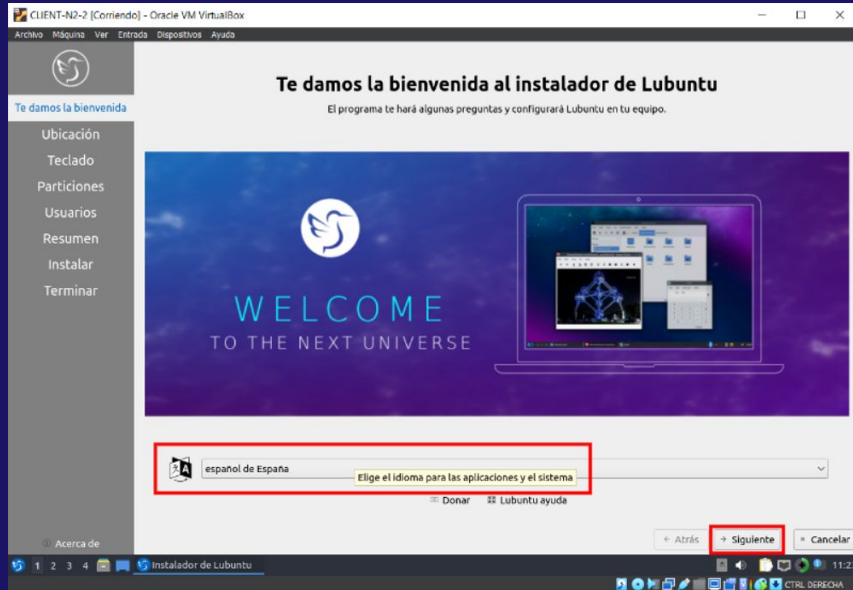 CLIENT-N2-2 [Corriendo] - Oracle VM VirtualBox
Archivo Máquina Ver Entrada Dispositivos Ayuda
Te damos la bienvenida
Ubicación
Teclado
Particiones
Usuarios
Resumen
Instalar
Terminar
Acerca de
Te damos la bienvenida al instalador de Lubuntu
El programa te hará algunas preguntas y configurará Lubuntu en tu equipo.
WELCOME
TO THE NEXT UNIVERSE
español de España
Elige el idioma para las aplicaciones y el sistema
Donar Lubuntu ayuda
Atrás Siguiente Cancelar
1 2 3 4 Instalador de Lubuntu
CTRL DERECHA